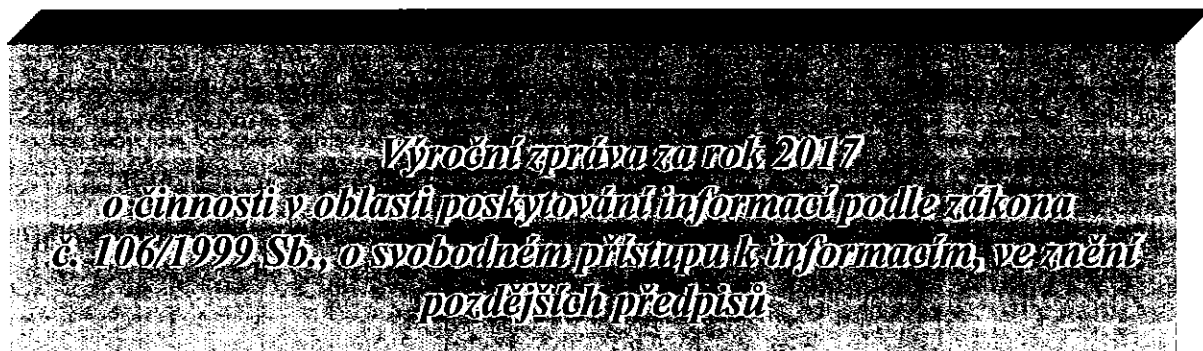 Výroční zpráva za rok 2017
o činnosti v oblasti poskytování informací podle zákona
č. 106/1999 Sb., o svobodném přístupu k informacím, ve znění
pozdějších předpisů